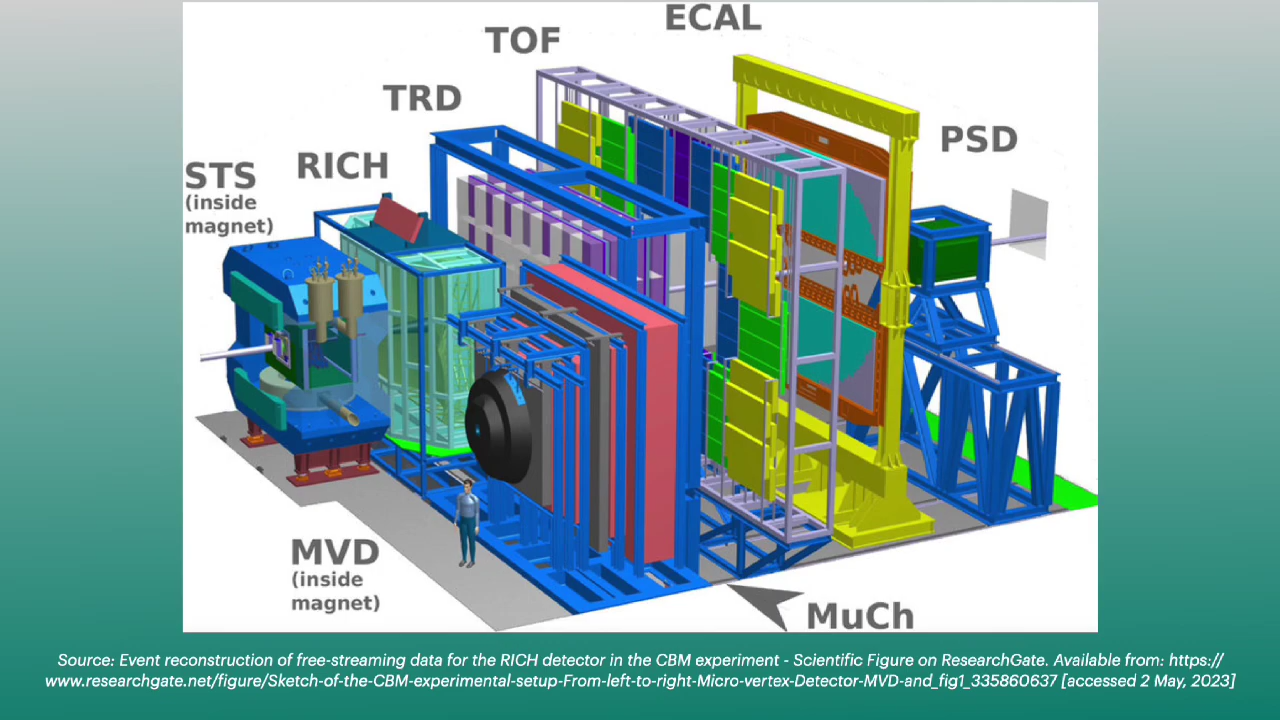 ECAL
TOF
TRD
PSD
RICH
STS
(inside
magnet)
MVD
(inside
magnet)
MuCh
Source: Event reconstruction of free-streaming data for the RICH detector in the CBM experiment - Scientific Figure on ResearchGate. Available from: https://
www.researchgate.net/figure/Sketch-of-the-CBM-experimental-setup-From-left-to-right-Micro-vertex-Detector-MVD-and_fig1_335860637 [accessed 2 May, 2023]